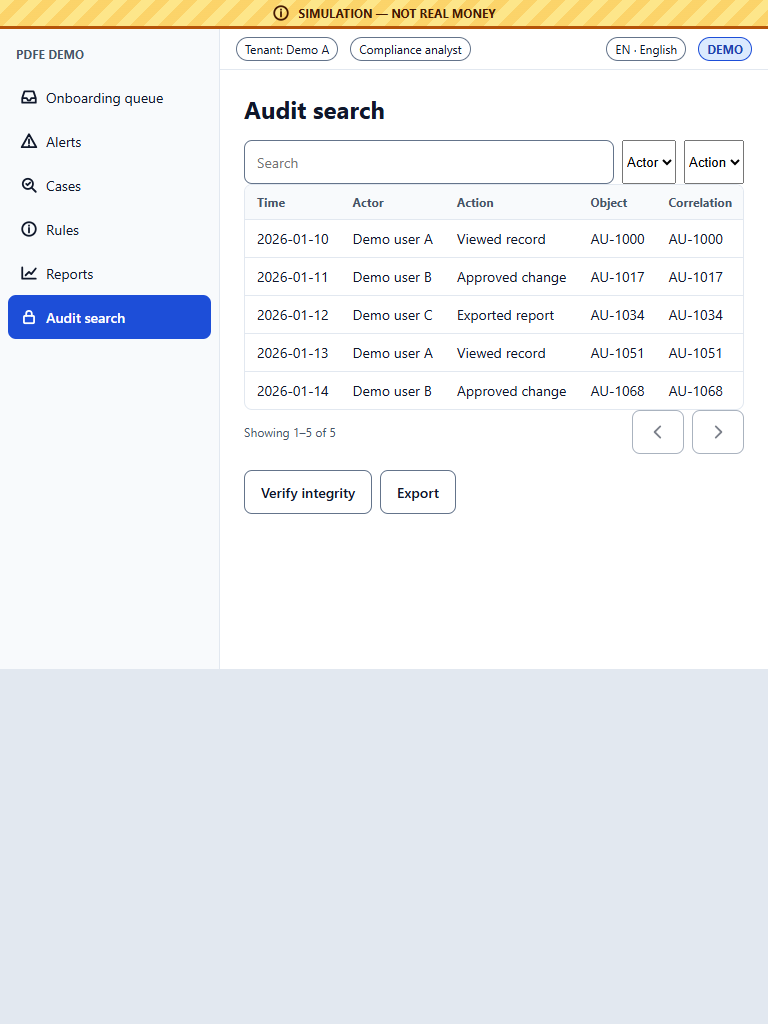 SIMULATION — NOT REAL MONEY
PDFE DEMO
Tenant: Demo A
Compliance analyst
EN · English
DEMO
Onboarding queue
Alerts
Cases
Rules
Reports
Audit search
Audit search
Search
Actor
Action
Time Actor Action Object Correlation
2026-01-10 Demo user A Viewed record AU-1000 AU-1000
2026-01-11 Demo user B Approved change AU-1017 AU-1017
2026-01-12 Demo user C Exported report AU-1034 AU-1034
2026-01-13 Demo user A Viewed record AU-1051 AU-1051
2026-01-14 Demo user B Approved change AU-1068 AU-1068
Showing 1–5 of 5
Verify integrity
Export